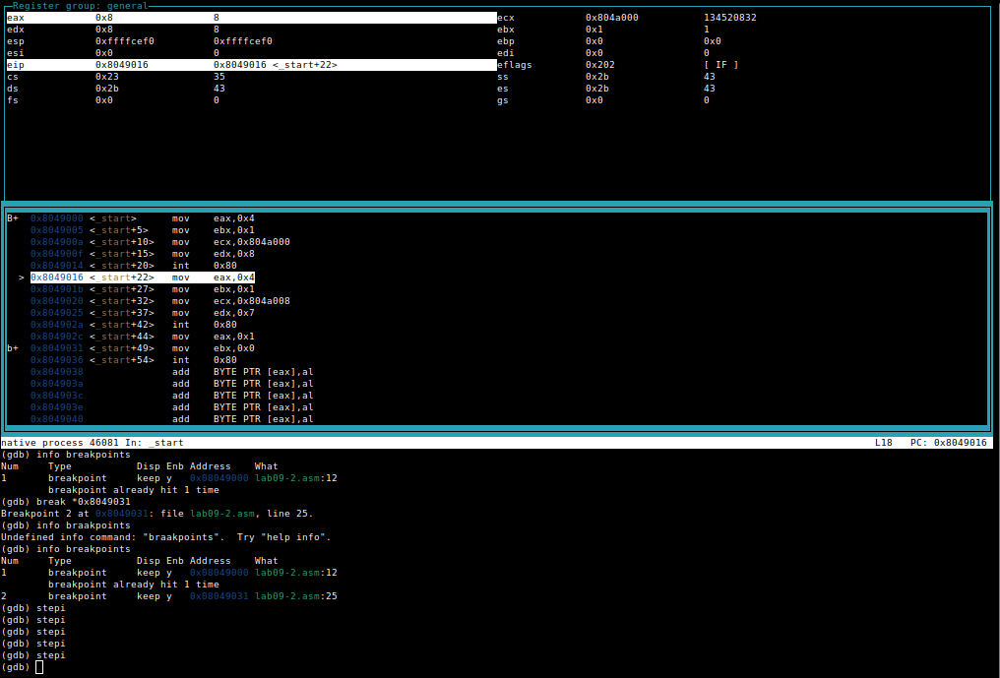 Register group: general
eax 0x8 8 ecx 0x804a000 134520832
edx 0x8 8 ebx 0x1 1
esp 0xffffcef0 0xffffcef0 ebp 0x0 0x0
esi 0x0 0 edi 0x0 0
eip 0x8049016 0x8049016 <_start+22> eflags 0x202 [ IF ]
cs 0x23 35 ss 0x2b 43
ds 0x2b 43 es 0x2b 43
fs 0x0 0 gs 0x0 0
B+ 0x8049000 <_start> mov eax,0x4
0x8049005 <_start+5> mov ebx,0x1
0x804900a <_start+10> mov ecx,0x804a000
0x804900f <_start+15> mov edx,0x8
0x8049014 <_start+20> int 0x80
> 0x8049016 <_start+22> mov eax,0x4
0x804901b <_start+27> mov ebx,0x1
0x8049020 <_start+32> mov ecx,0x804a008
0x8049025 <_start+37> mov edx,0x7
0x804902a <_start+42> int 0x80
0x804902c <_start+44> mov eax,0x1
b+ 0x8049031 <_start+49> mov ebx,0x0
0x8049036 <_start+54> int 0x80
0x8049038 add BYTE PTR [eax],al
0x804903a add BYTE PTR [eax],al
0x804903c add BYTE PTR [eax],al
0x804903e add BYTE PTR [eax],al
0x8049040 add BYTE PTR [eax],al
native process 46081 In: _start L18 PC: 0x8049016
(gdb) info breakpoints
Num Type Disp Enb Address What
1 breakpoint keep y 0x08049000 lab09-2.asm:12
breakpoint already hit 1 time
(gdb) break *0x8049031
Breakpoint 2 at 0x8049031: file lab09-2.asm, line 25.
(gdb) info braakpoints
Undefined info command: "braakpoints". Try "help info".
(gdb) info breakpoints
Num Type Disp Enb Address What
1 breakpoint keep y 0x08049000 lab09-2.asm:12
breakpoint already hit 1 time
2 breakpoint keep y 0x08049031 lab09-2.asm:25
(gdb) stepi
(gdb) stepi
(gdb) stepi
(gdb) stepi
(gdb) stepi
(gdb)